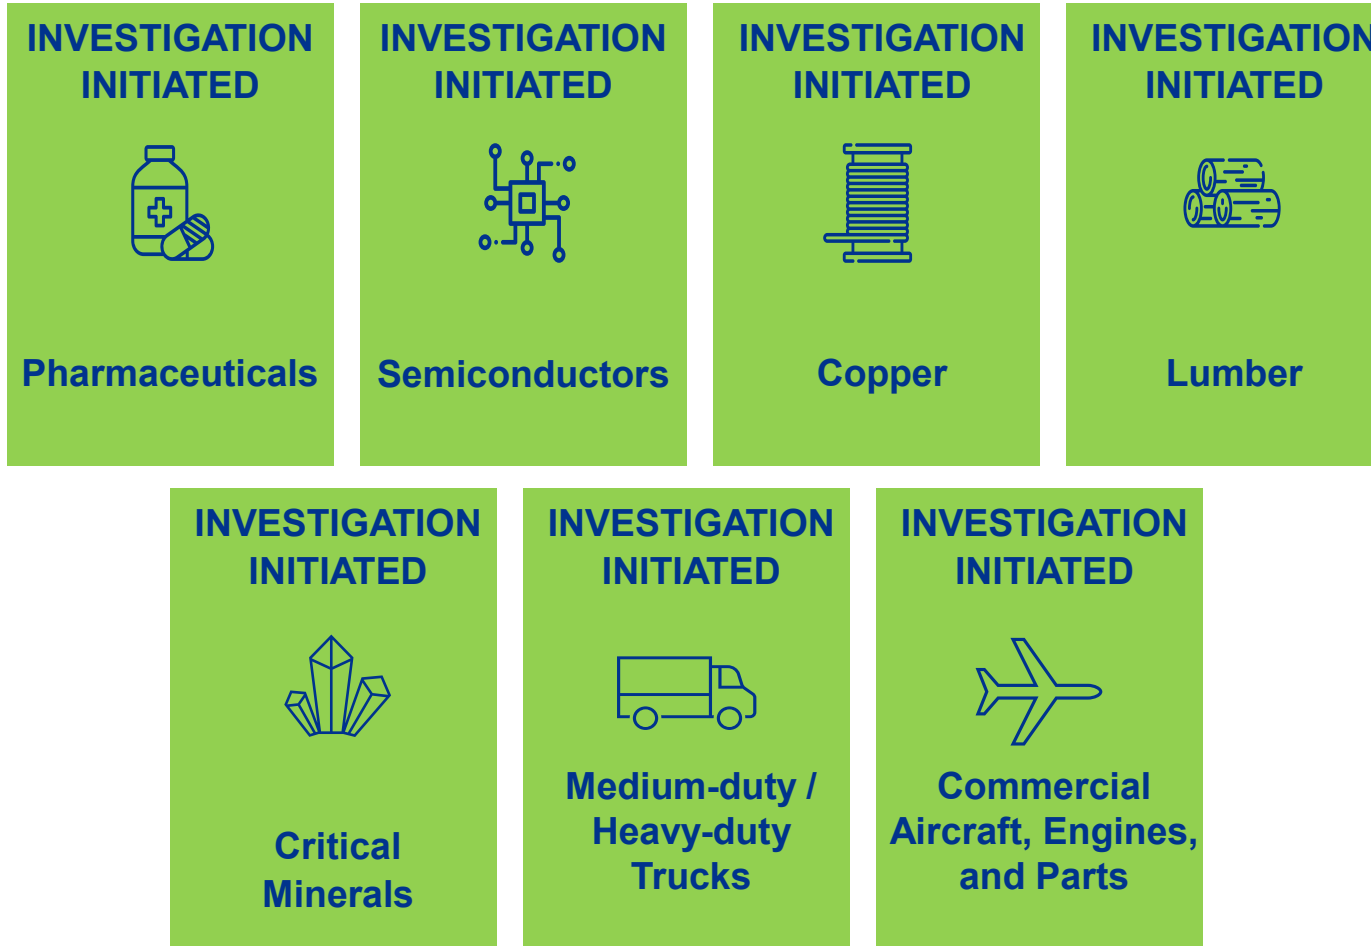 INVESTIGATION
INITIATED
Pharmaceuticals
INVESTIGATION
INITIATED
Semiconductors
INVESTIGATION
INITIATED
Copper
INVESTIGATION
INITIATED
Lumber
INVESTIGATION
INITIATED
Critical
Minerals
INVESTIGATION
INITIATED
Medium-duty /
Heavy-duty
Trucks
INVESTIGATION
INITIATED
Commercial
Aircraft, Engines,
and Parts